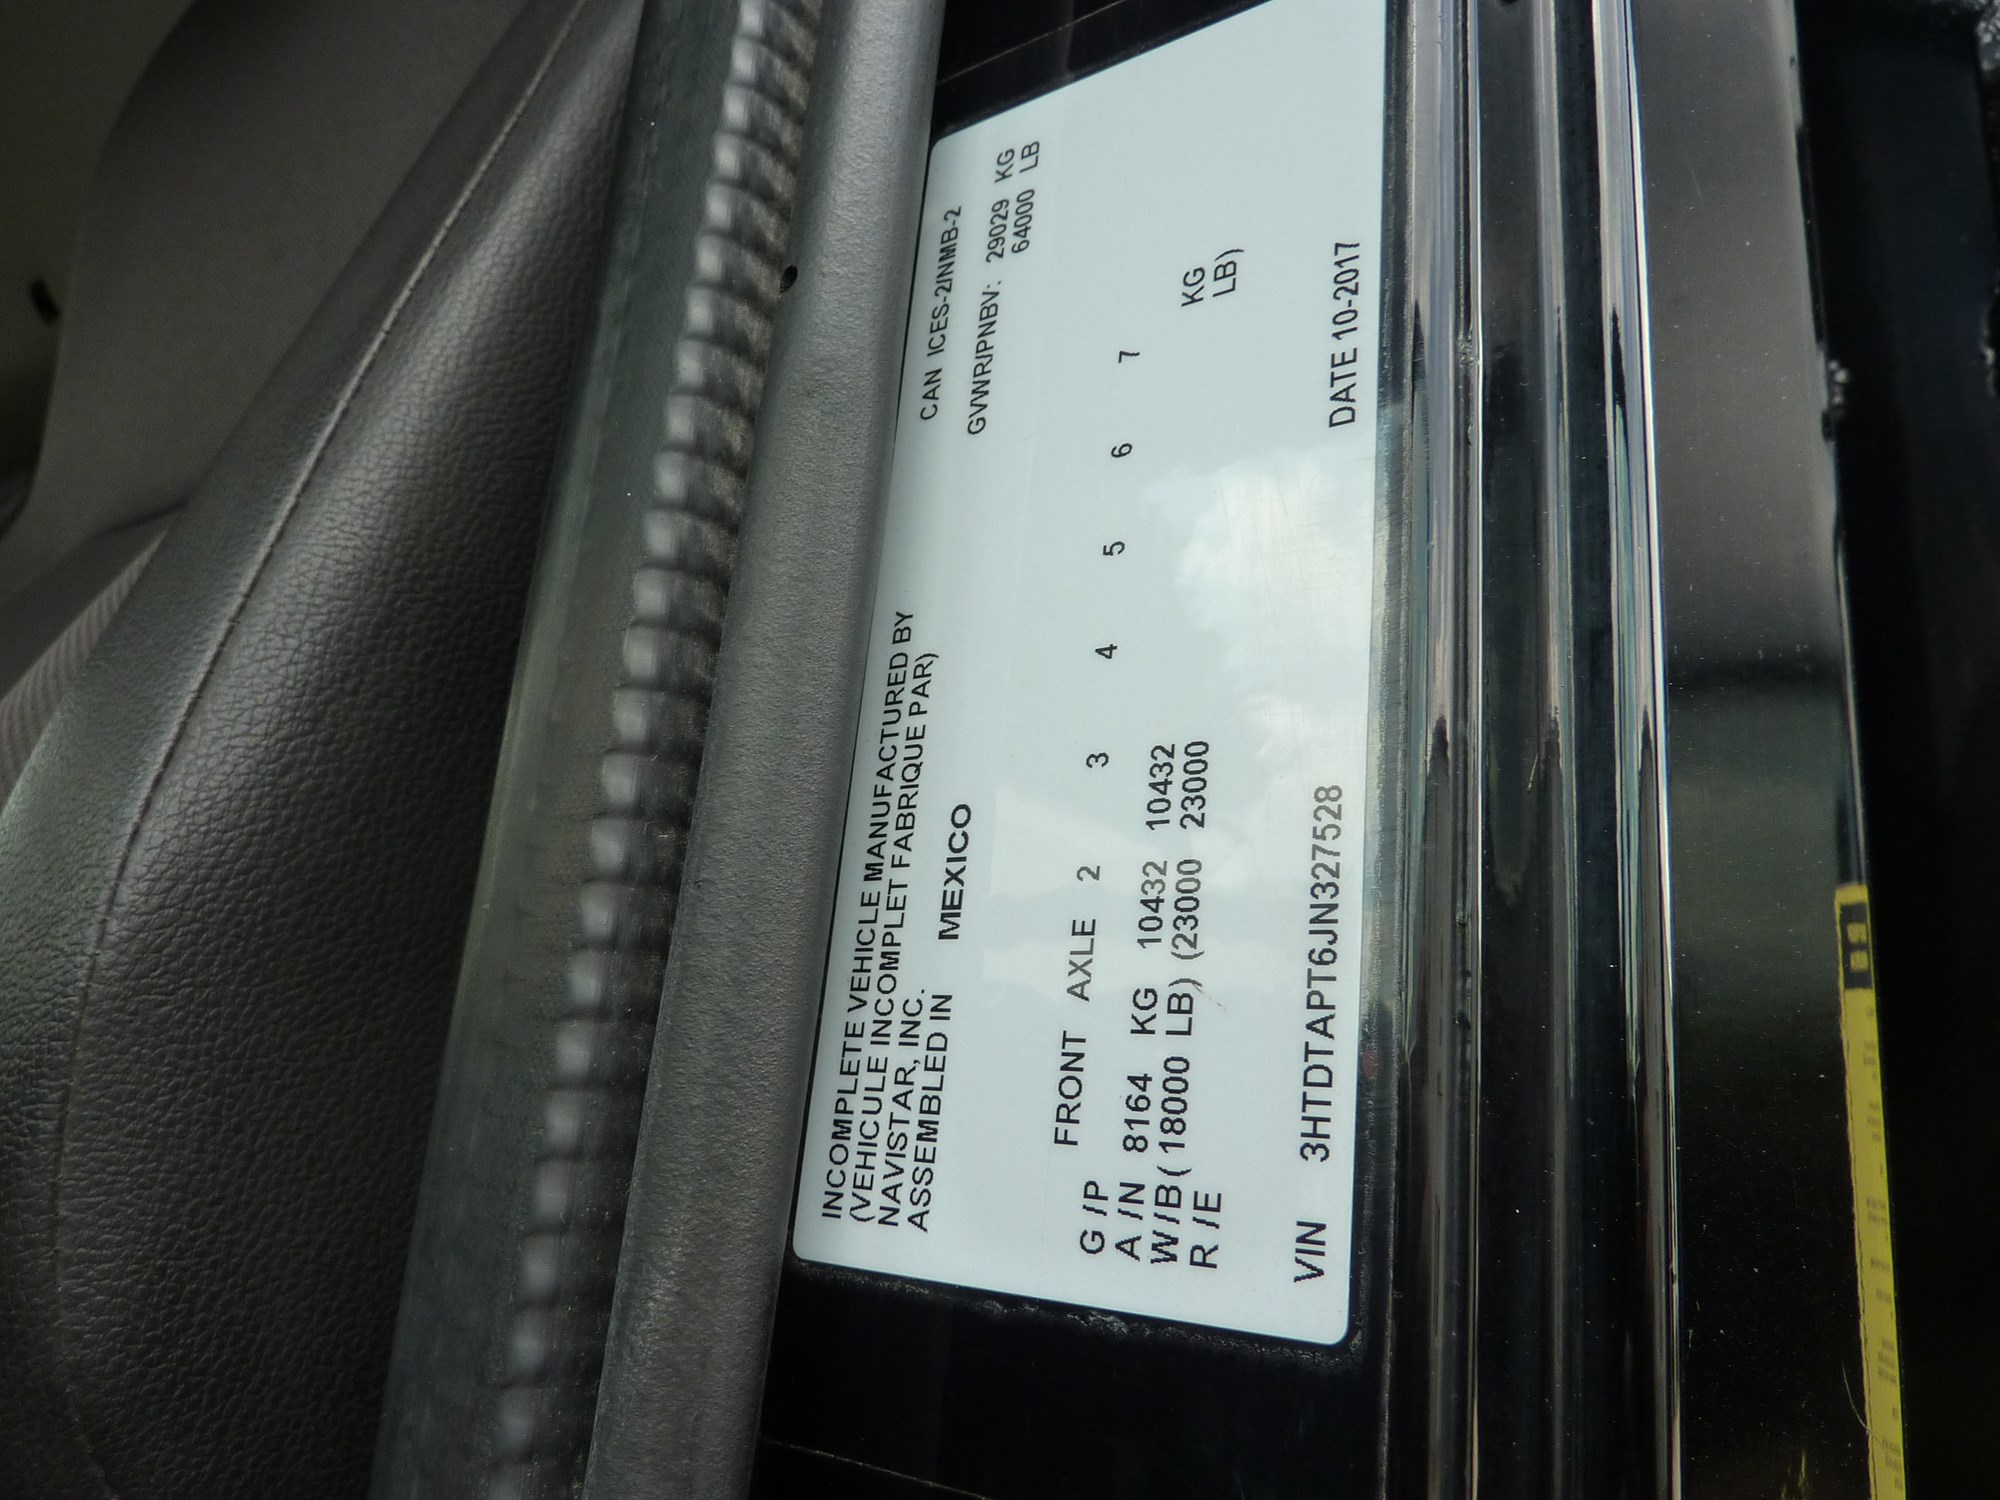 INCOMPLETE VEHICLE MANUFACTURED BY
(VEHICULE INCOMPLET FABRIQUE PAR)
NAVISTAR, INC.
ASSEMBLED IN MEXICO
CAN ICES-2/NMB-2
GVWR/PNBV: 29029 KG
64000 LB
FRONT AXLE 2 3 4 5 6 7
G /P
A /N 8164 KG 10432 10432 KG
W/B (18000 LB) (23000 23000 LB)
R /E
VIN 3HTDTAPT6JN327528 DATE 10-2017